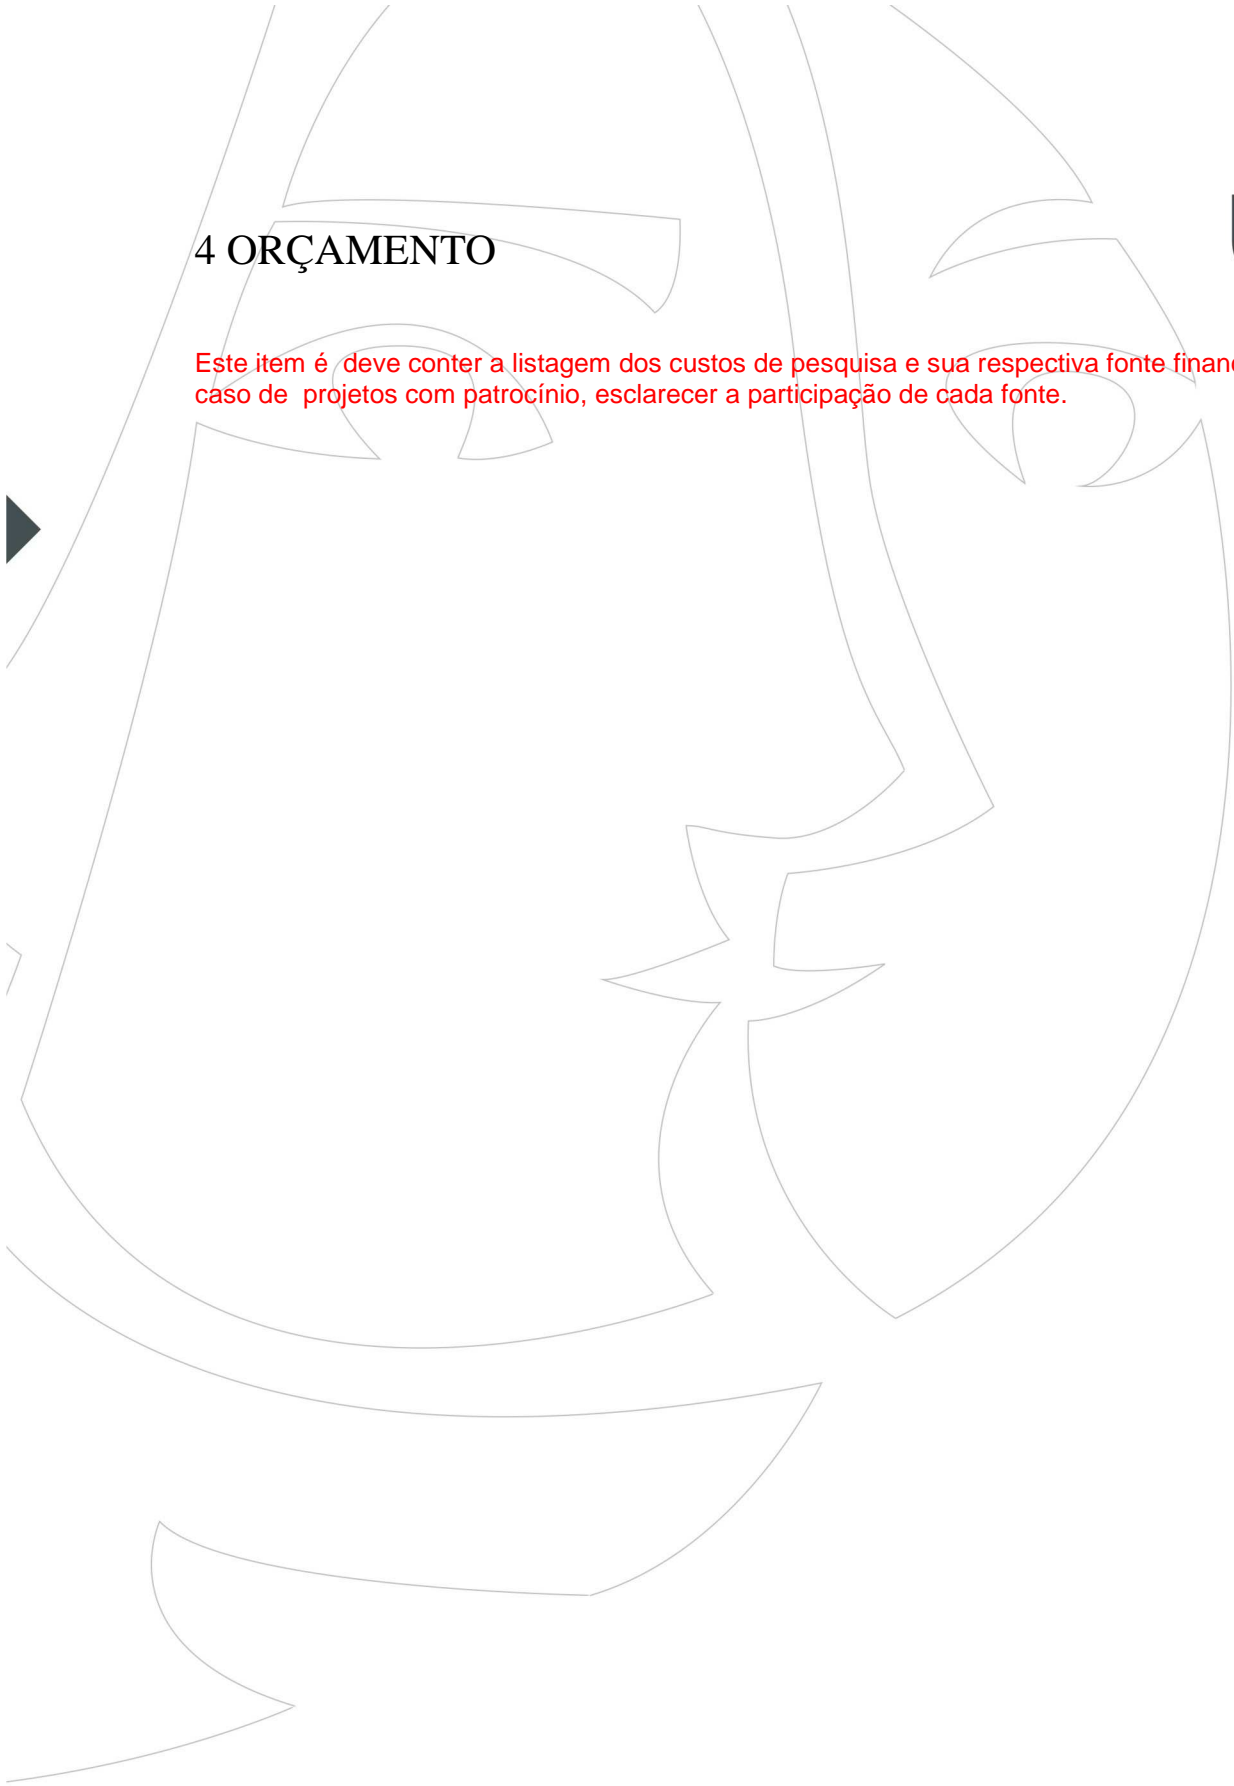 4 ORÇAMENTO
Este item é deve conter a listagem dos custos de pesquisa e sua respectiva fonte
caso de projetos com patrocínio, esclarecer a participação de cada fonte.